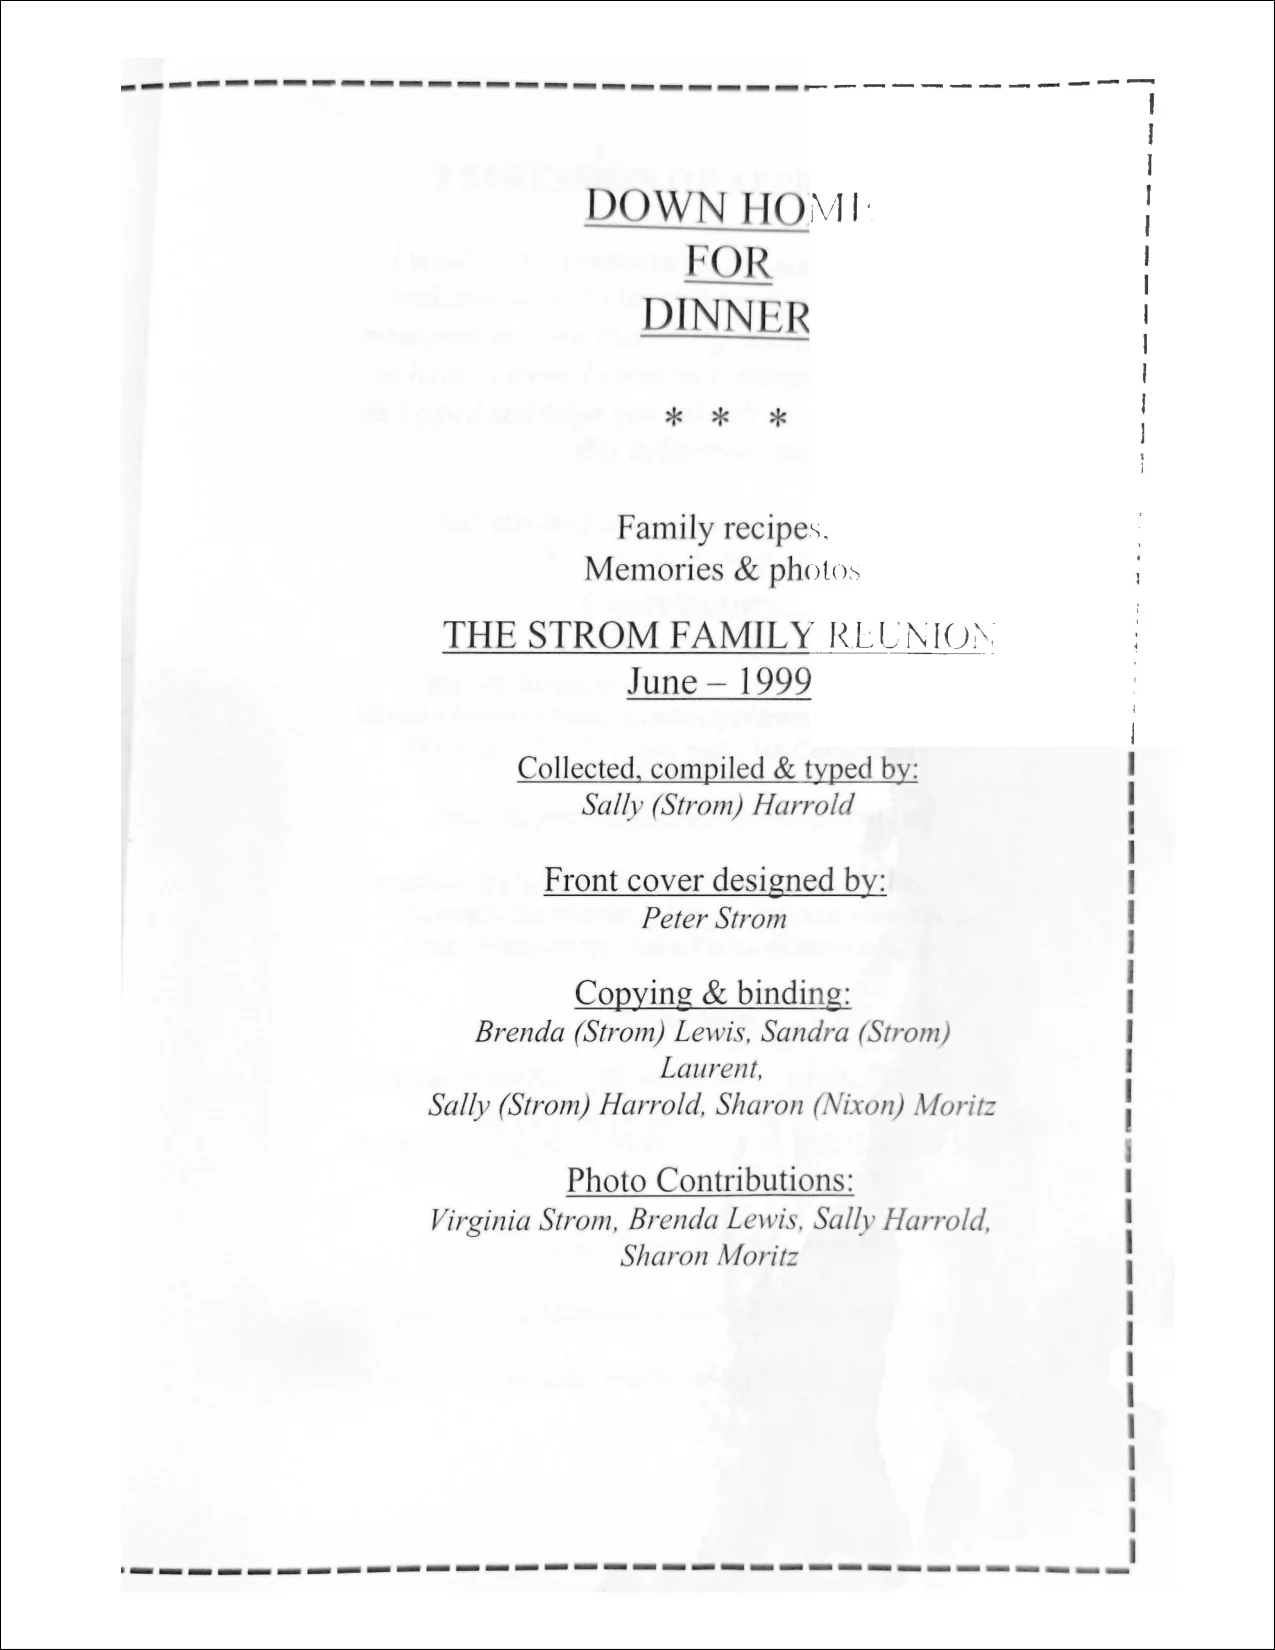 DOWN HOME
FOR
DINNER
* * *
Family recipes,
Memories & photos
THE STROM FAMILY REUNION
June – 1999
Collected, compiled & typed by:
Sally (Strom) Harrold
Front cover designed by:
Peter Strom
Copying & binding:
Brenda (Strom) Lewis, Sandra (Strom)
Laurent,
Sally (Strom) Harrold, Sharon (Nixon) Moritz
Photo Contributions:
Virginia Strom, Brenda Lewis, Sally Harrold,
Sharon Moritz